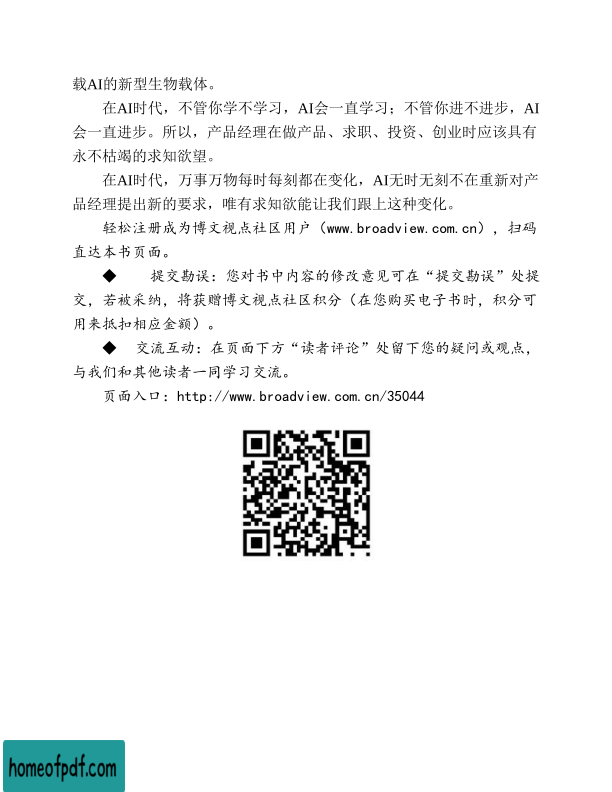 载AI的新型生物载体。
在AI时代，不管你学不学习，AI会一直学习；不管你进不进步，AI
会一直进步。所以，产品经理在做产品、求职、投资、创业时应该具有
永不枯竭的求知欲望。
在AI时代，万事万物每时每刻都在变化，AI无时无刻不在重新对产
品经理提出新的要求，唯有求知欲能让我们跟上这种变化。
轻松注册成为博文视点社区用户（www.broadview.com.cn），扫码
直达本书页面。
◆ 提交勘误：您对书中内容的修改意见可在“提交勘误”处提
交，若被采纳，将获赠博文视点社区积分（在您购买电子书时，积分可
用来抵扣相应金额）。
◆ 交流互动：在页面下方“读者评论”处留下您的疑问或观点，
与我们和其他读者一同学习交流。
页面入口：http://www.broadview.com.cn/35044
homeofpdf.com